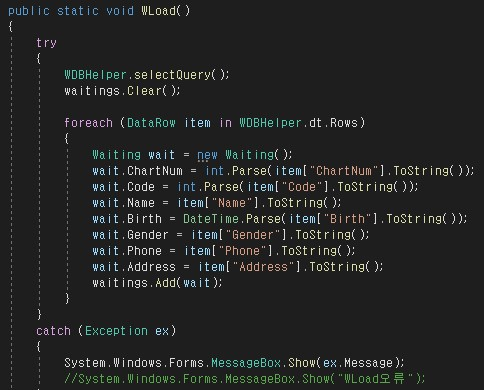 public static void WLoad()
{
try
{
WDBHelper.selectQuery();
waitings.Clear();
foreach (DataRow item in WDBHelper.dt.Rows)
{
Waiting wait = new Waiting();
wait.ChartNum = int.Parse(item["ChartNum"].ToString());
wait.Code = int.Parse(item["Code"].ToString());
wait.Name = item["Name"].ToString();
wait.Birth = DateTime.Parse(item["Birth"].ToString());
wait.Gender = item["Gender"].ToString();
wait.Phone = item["Phone"].ToString();
wait.Address = item["Address"].ToString();
waitings.Add(wait);
}
}
catch (Exception ex)
{
System.Windows.Forms.MessageBox.Show(ex.Message);
//System.Windows.Forms.MessageBox.Show("WLoad오류");